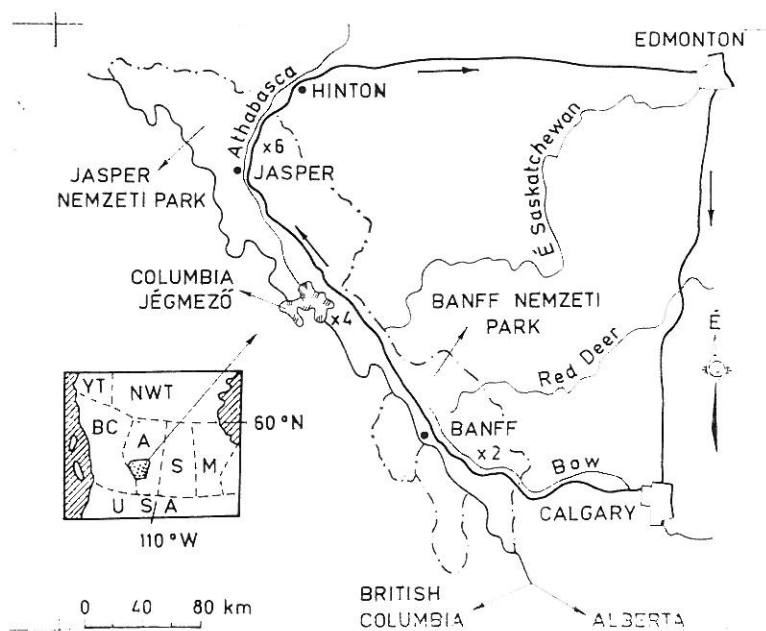 EDMONTON
HINTON
Athabasca
x6
JASPER
JASPER
NEMZETI PARK
É Saskatchewan
COLUMBIA
JÉGMEZŐ
x4
BANFF NEMZETI
PARK
É
Red Deer
YT
NWT
60 °N
BC
A
S
M
U S A
110 °W
BANFF
x2
Bow
CALGARY
BRITISH
COLUMBIA
ALBERTA
0 40 80 km